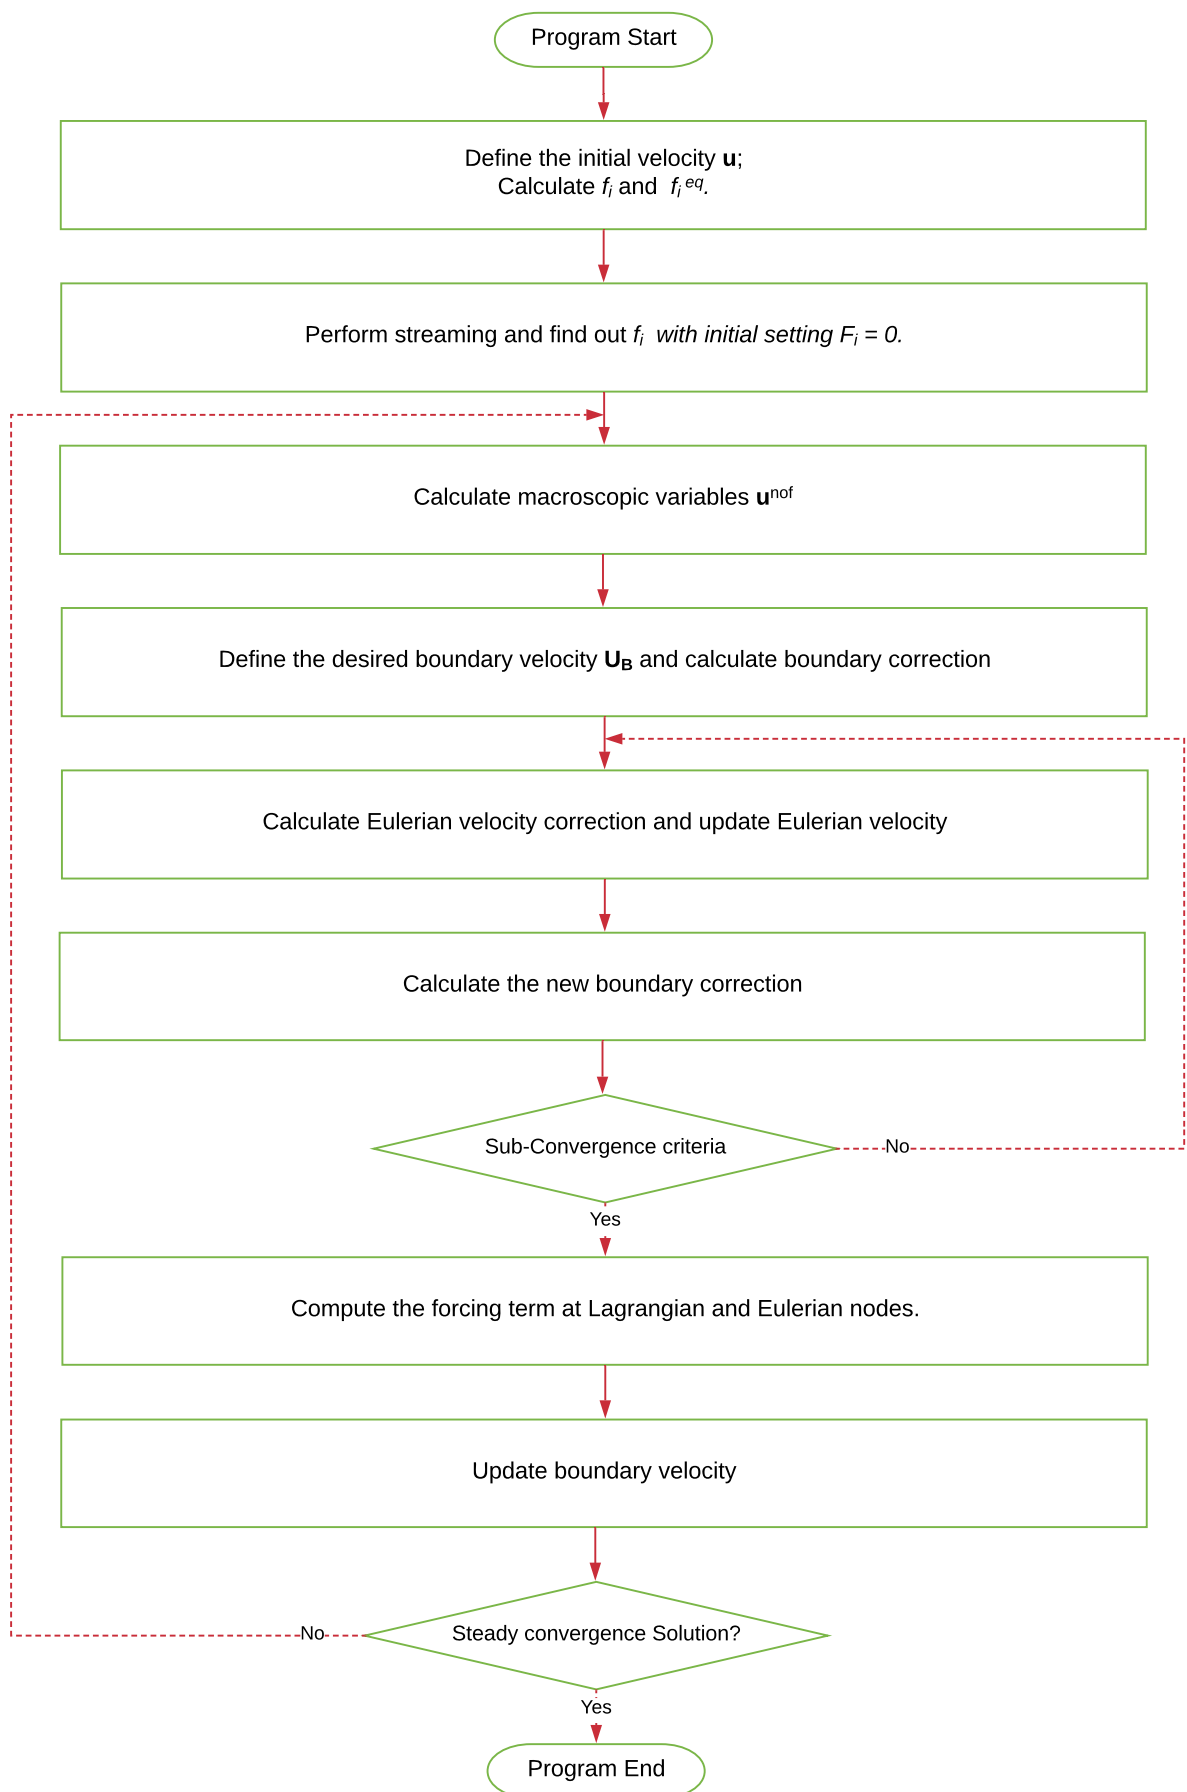 Program Start
Define the initial velocity u;
Calculate fi and fi eq.
Perform streaming and find out fi with initial setting Fi = 0.
Calculate macroscopic variables unof
Define the desired boundary velocity UB and calculate boundary correction
Calculate Eulerian velocity correction and update Eulerian velocity
Calculate the new boundary correction
Sub-Convergence criteria
No
Yes
Compute the forcing term at Lagrangian and Eulerian nodes.
Update boundary velocity
No
Steady convergence Solution?
Yes
Program End